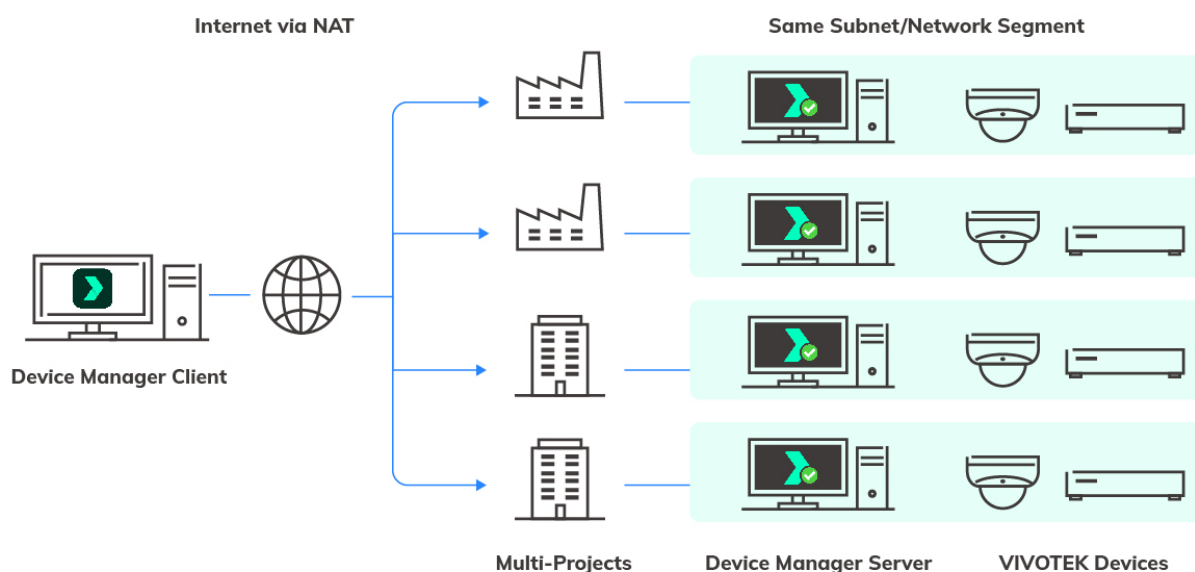 Internet via NAT
Same Subnet/Network Segment
Device Manager Client
Multi-Projects
Device Manager Server
VIVOTEK Devices